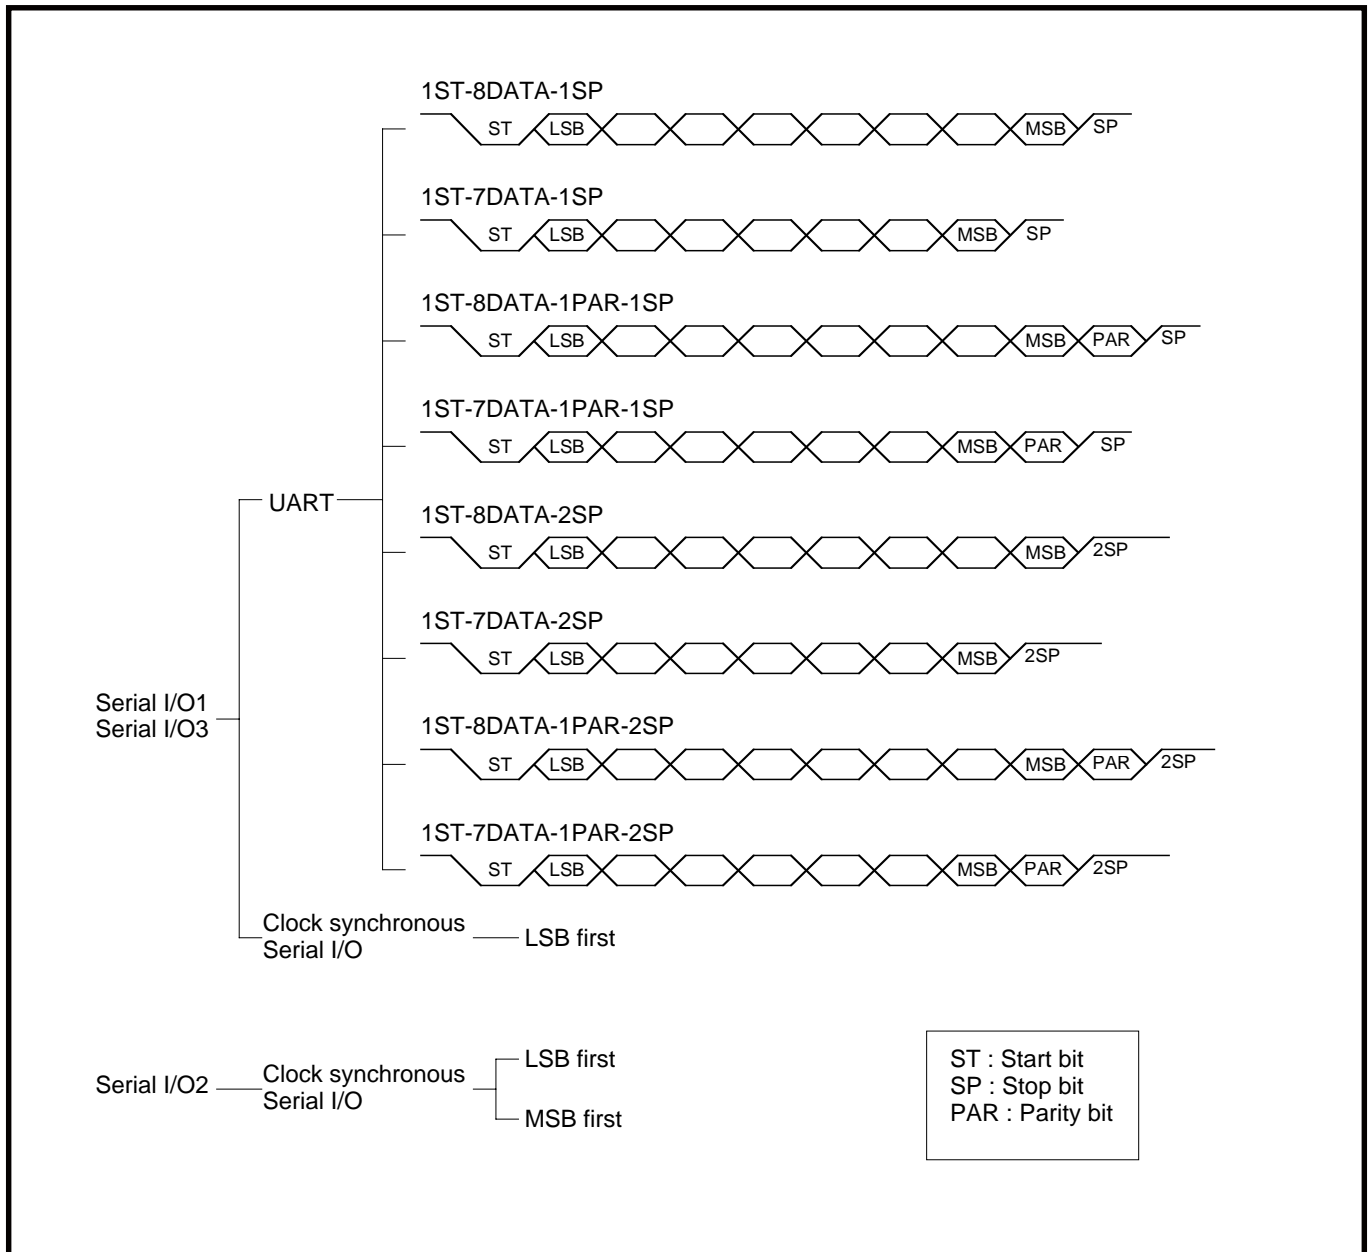 1ST-8DATA-1SP
ST LSB MSB SP
1ST-7DATA-1SP
ST LSB MSB SP
1ST-8DATA-1PAR-1SP
ST LSB MSB PAR SP
1ST-7DATA-1PAR-1SP
ST LSB MSB PAR SP
UART
1ST-8DATA-2SP
ST LSB MSB 2SP
1ST-7DATA-2SP
ST LSB MSB 2SP
Serial I/O1
Serial I/O3
1ST-8DATA-1PAR-2SP
ST LSB MSB PAR 2SP
1ST-7DATA-1PAR-2SP
ST LSB MSB PAR 2SP
Clock synchronous
Serial I/O
LSB first
Serial I/O2
Clock synchronous
Serial I/O
LSB first
MSB first
ST : Start bit
SP : Stop bit
PAR : Parity bit